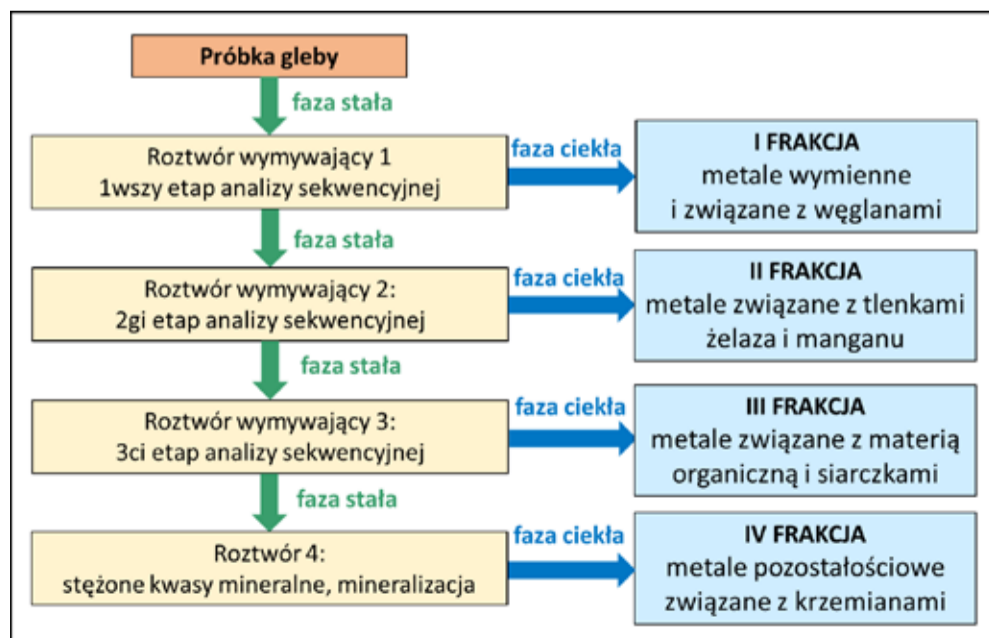 Próbka gleby
faza stała
Roztwór wymywający 1
1wszy etap analizy sekwencyjnej
faza ciekła
I FRAKCJA
metale wymienne
i związane z węglanami
faza stała
Roztwór wymywający 2:
2gi etap analizy sekwencyjnej
faza ciekła
II FRAKCJA
metale związane z tlenkami
żelaza i manganu
faza stała
Roztwór wymywający 3:
3ci etap analizy sekwencyjnej
faza ciekła
III FRAKCJA
metale związane z materią
organiczną i siarczkami
faza stała
Roztwór 4:
stężone kwasy mineralne, mineralizacja
faza ciekła
IV FRAKCJA
metale pozostałościowe
związane z krzemianami